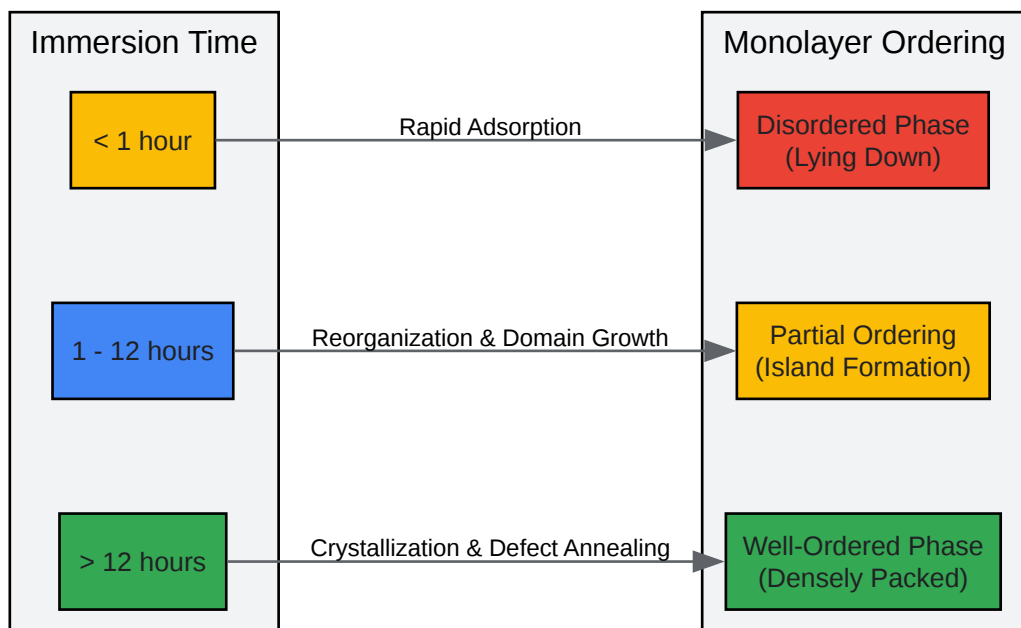 Immersion Time
Monolayer Ordering
< 1 hour
Rapid Adsorption
Disordered Phase
(Lying Down)
1 - 12 hours
Reorganization & Domain Growth
Partial Ordering
(Island Formation)
> 12 hours
Crystallization & Defect Annealing
Well-Ordered Phase
(Densely Packed)